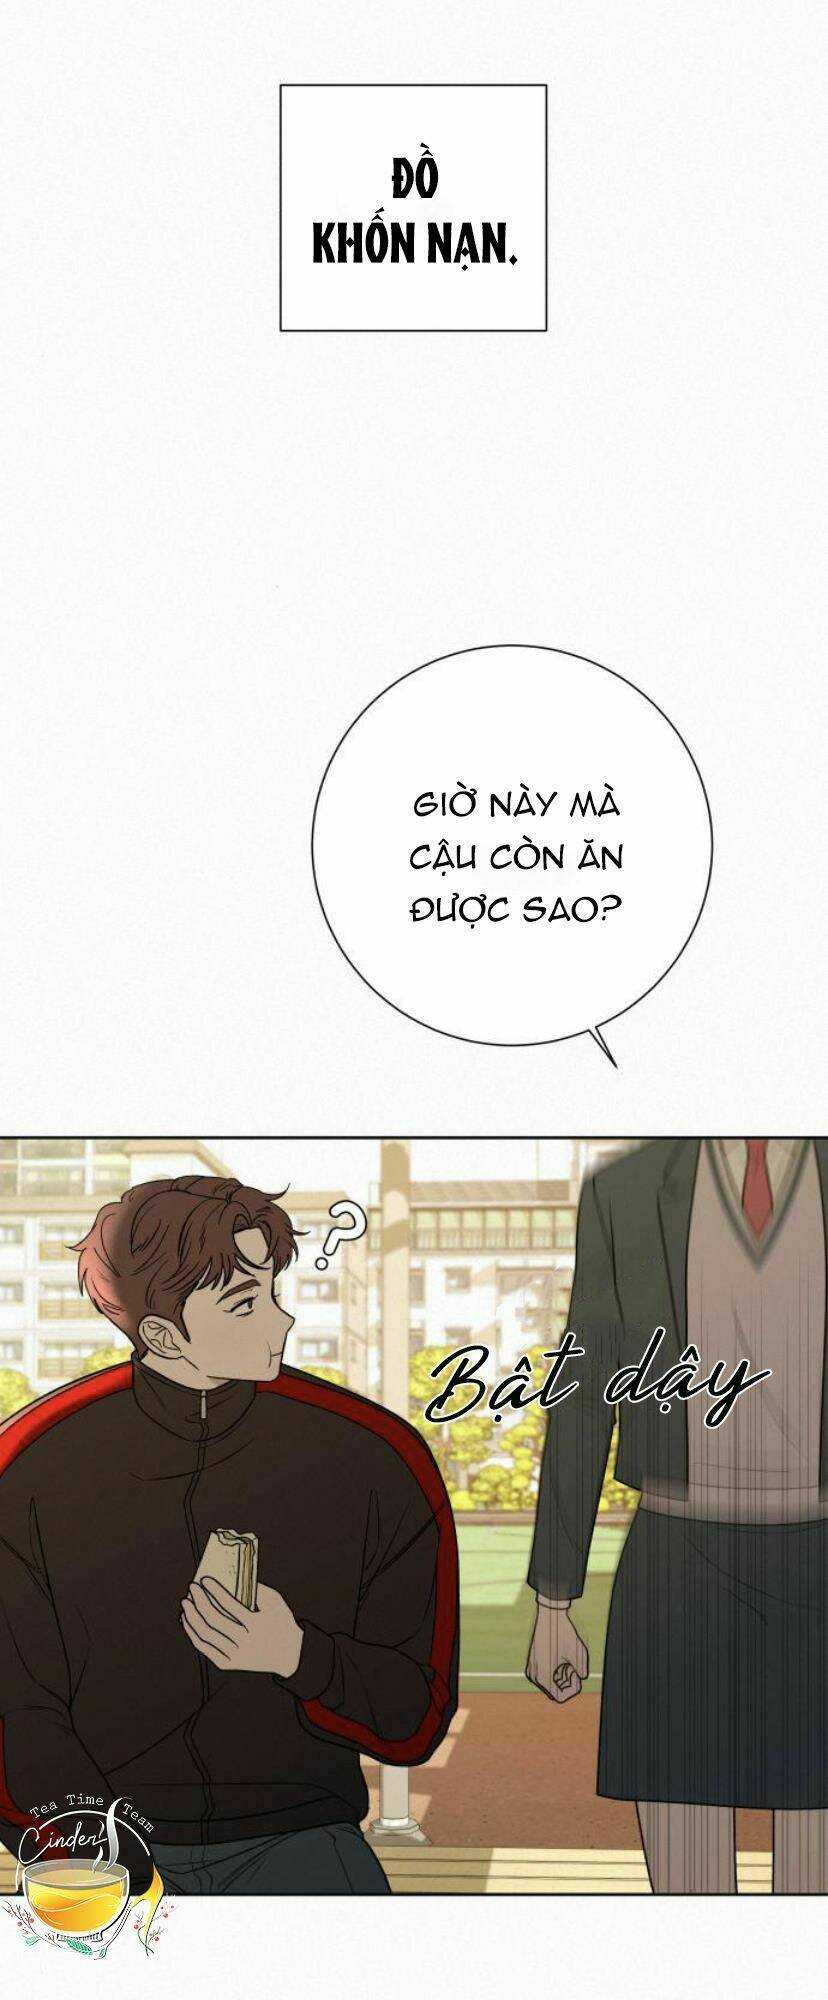 ĐỒ
KHỐN NẠN.
GIỜ NÀY MÀ
CẬU CÒN ĂN
ĐƯỢC SAO?
?
Bật dậy
Tea Time Team
Cinder